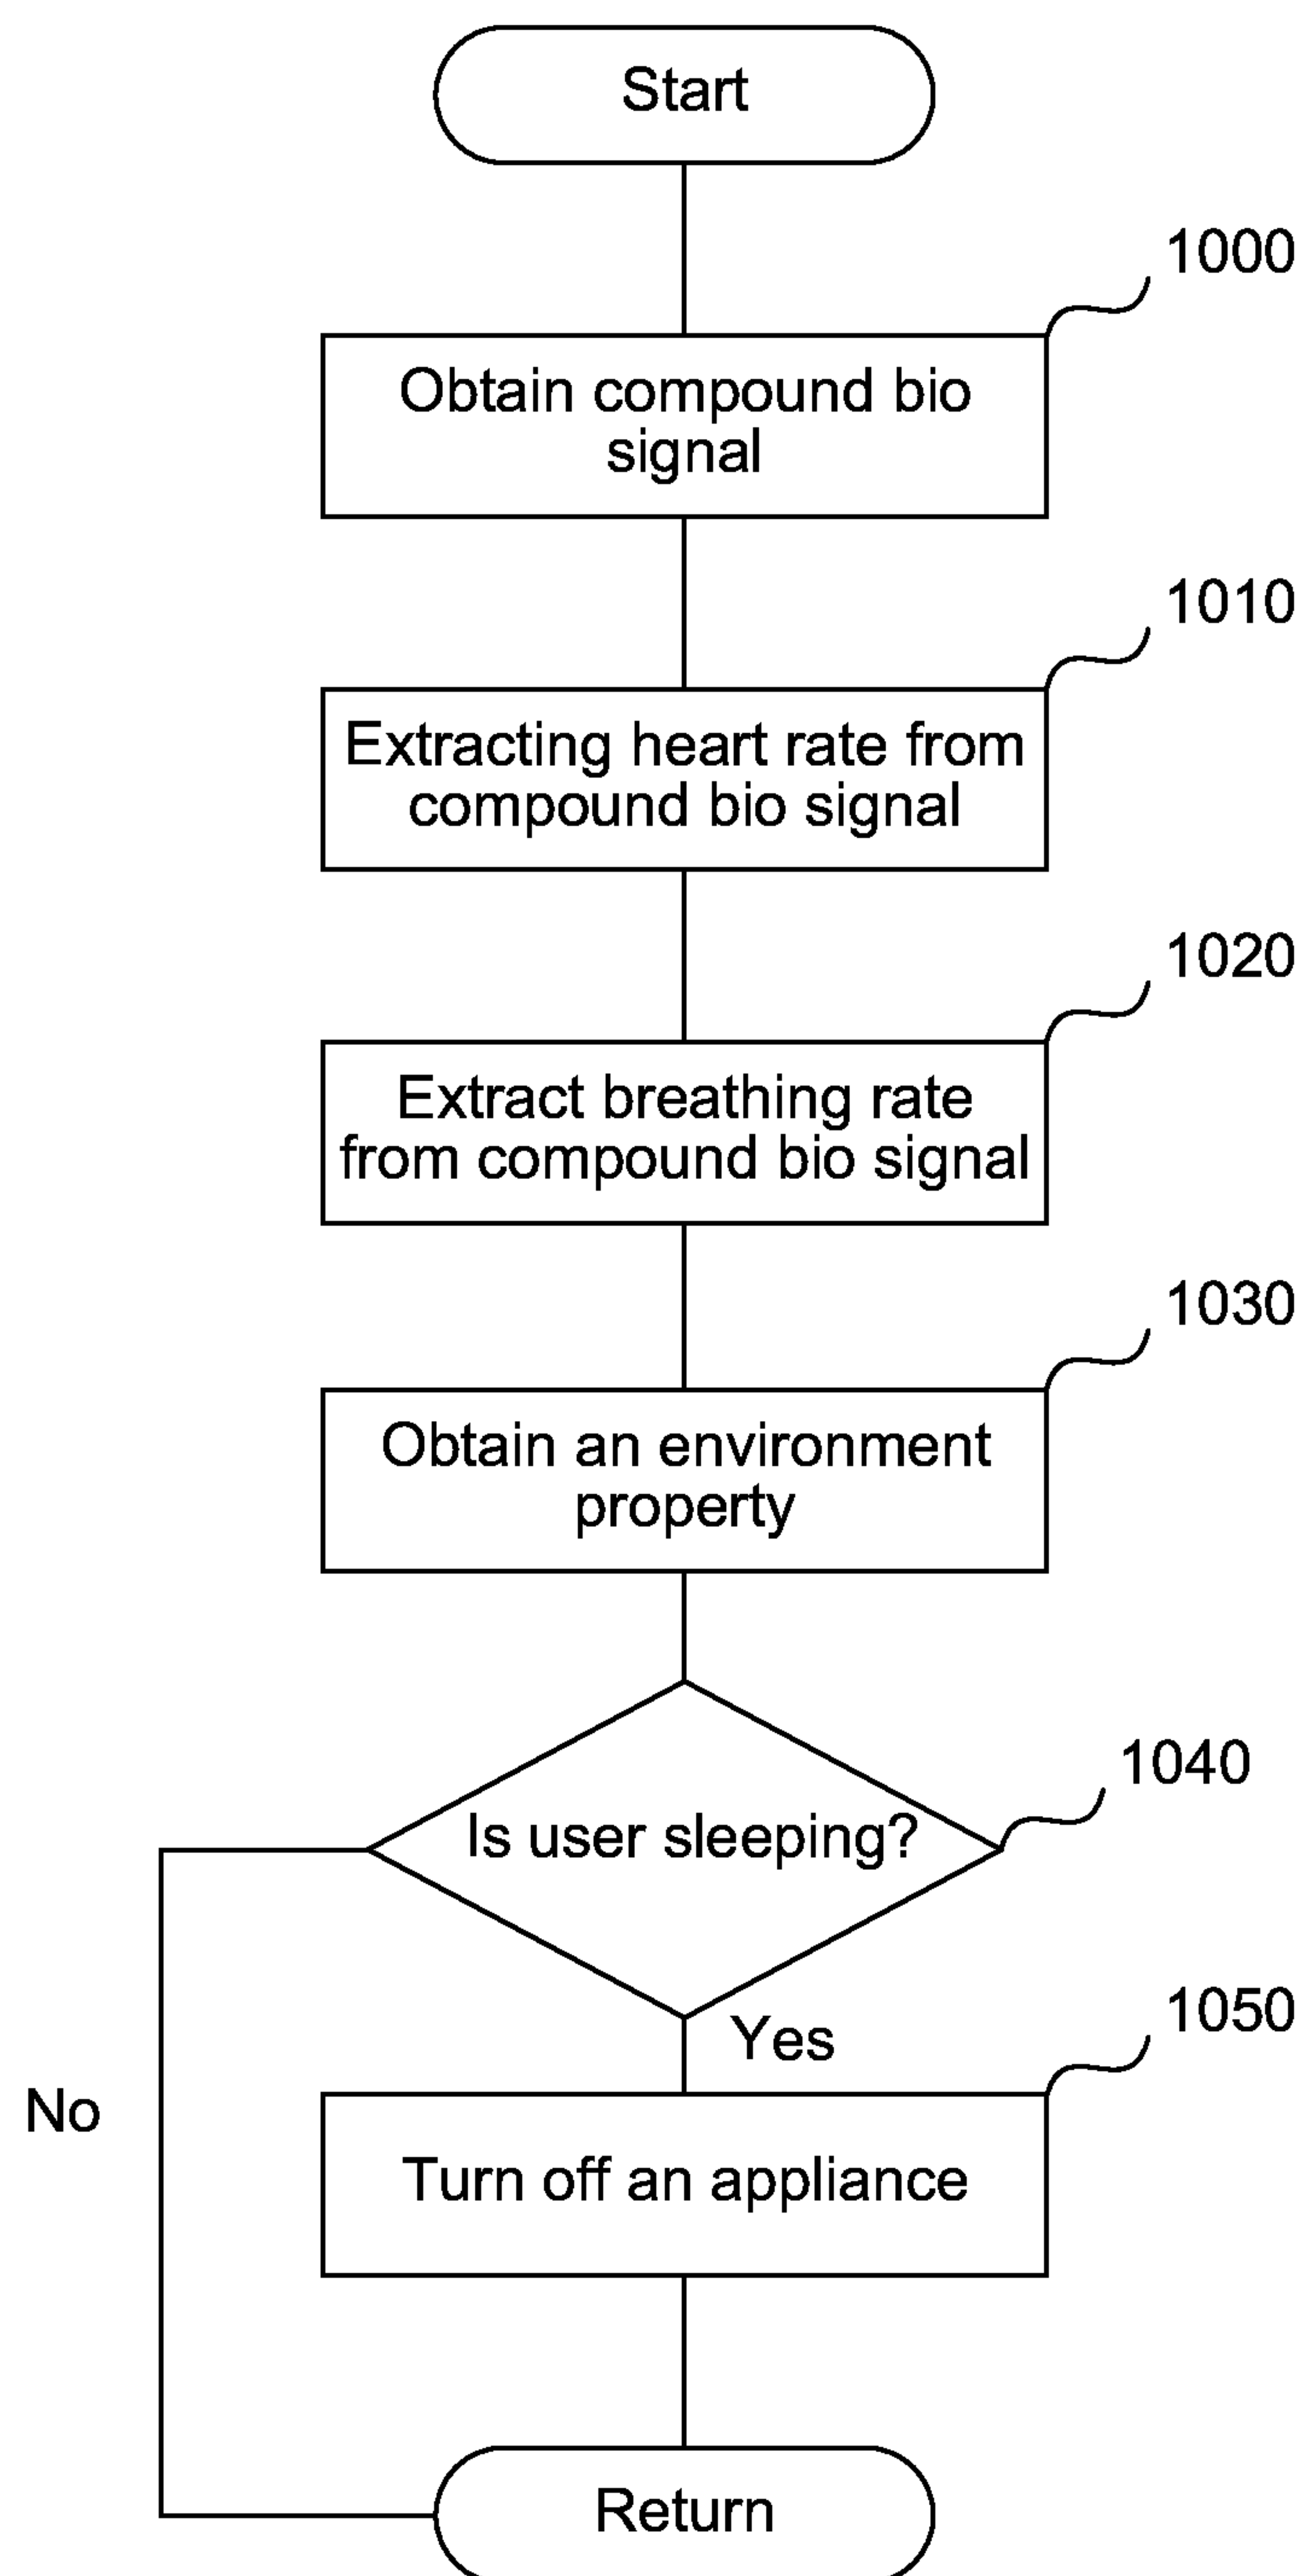 Start
1000
Obtain compound bio
signal
1010
Extracting heart rate from
compound bio signal
1020
Extract breathing rate
from compound bio signal
1030
Obtain an environment
property
1040
Is user sleeping?
Yes
1050
No
Turn off an appliance
Return